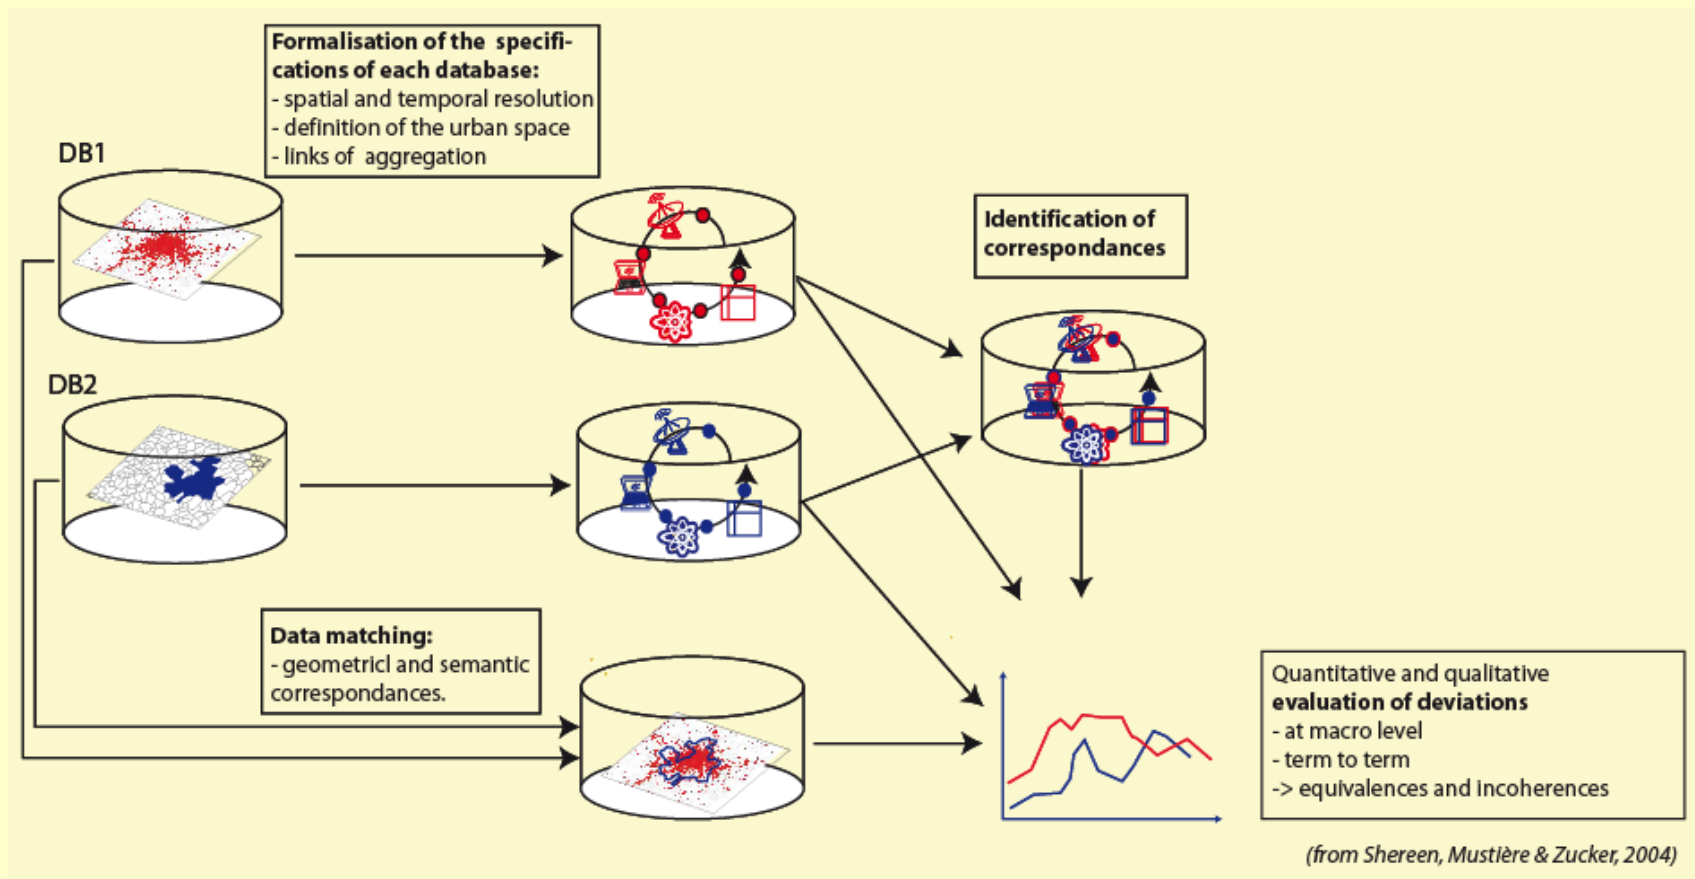 Formalisation of the specifi-
cations of each database:
- spatial and temporal resolution
- definition of the urban space
- links of aggregation
DB1
Identification of
correspondances
DB2
Data matching:
- geometricl and semantic
correspondances.
Quantitative and qualitative
evaluation of deviations
- at macro level
- term to term
-> equivalences and incoherences
(from Shereen, Mustière & Zucker, 2004)